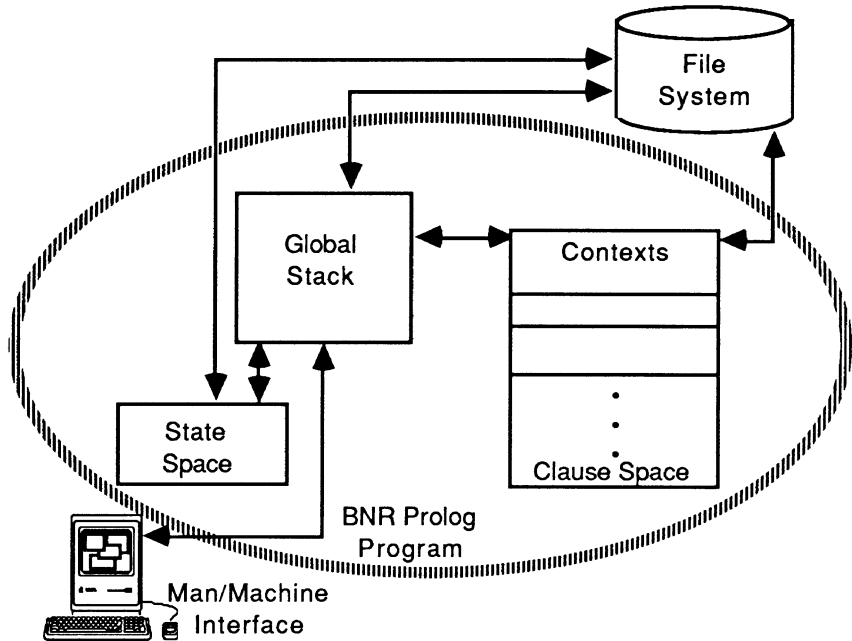 File
System
Global
Stack
Contexts
State
Space
Clause Space
BNR Prolog
Program
Man/Machine
Interface